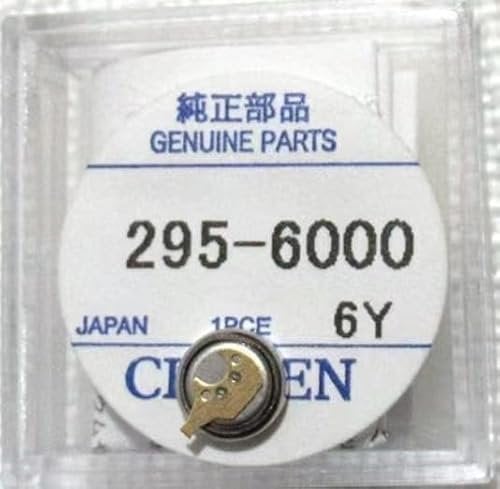 純正部品
GENUINE PARTS
295-6000
JAPAN 1PCE 6Y